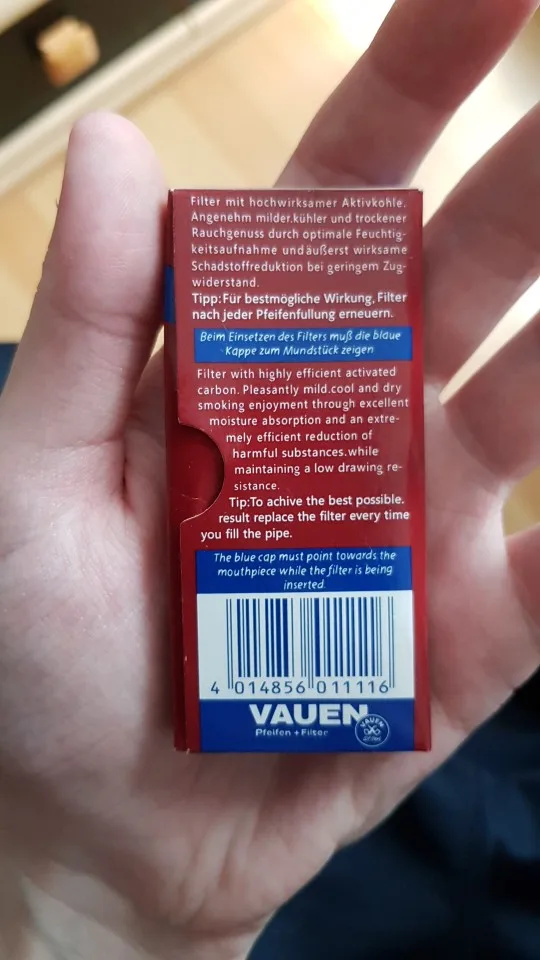 Filter mit hochwirksamer Aktivkohle.
Angenehm milder.kühler und trockener
Rauchgenuss durch optimale Feuchtig-
keitsaufnahme und äußerst wirksame
Schadstoffreduktion bei geringem Zug-
widerstand.
Tipp:Für bestmögliche Wirkung, Filter
nach jeder Pfeifenfullung erneuern.
Beim Einsetzen des Filters muß die blaue
Kappe zum Mundstück zeigen
Filter with highly efficient activated
carbon. Pleasantly mild.cool and dry
smoking enjoyment through excellent
moisture absorption and an extre-
mely efficient reduction of
harmful substances.while
maintaining a low drawing re-
sistance.
Tip:To achive the best possible.
result replace the filter every time
you fill the pipe.
The blue cap must point towards the
mouthpiece while the filter is being
inserted.
4 014856 011116
VAUEN
Pfeifen + Filter
VAUEN